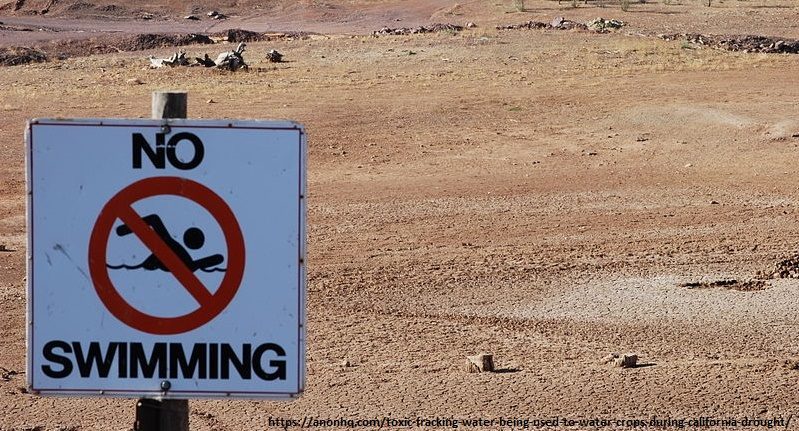 NO
SWIMMING
https://anonhq.com/toxic-fracking-water-being-used-to-water-crops-during-california-drought/